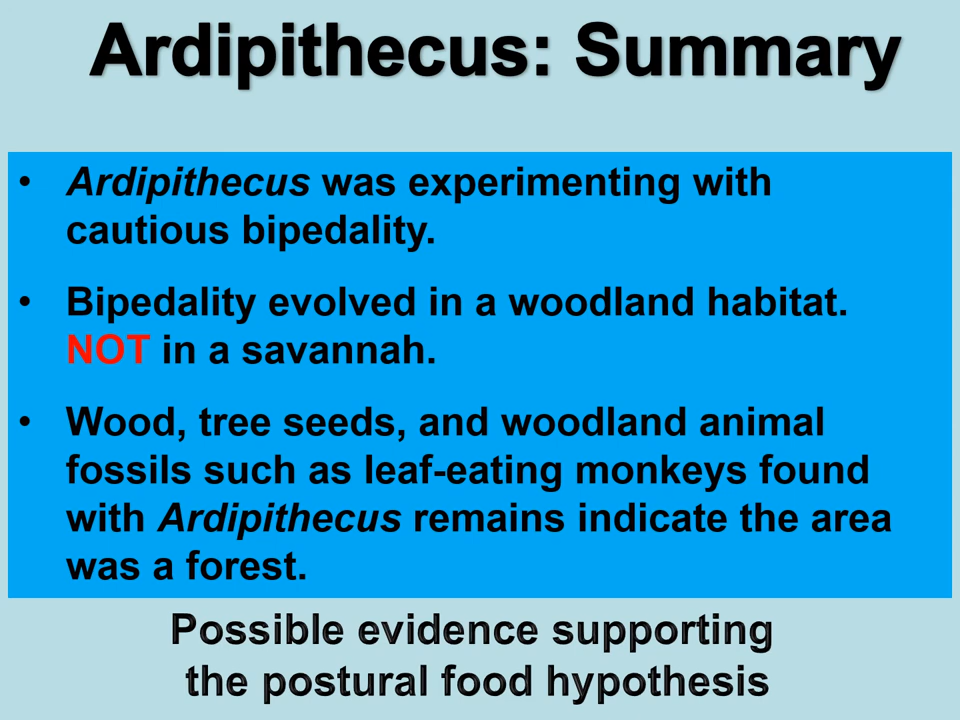 Ardipithecus: Summary
• Ardipithecus was experimenting with
cautious bipedality.
• Bipedality evolved in a woodland habitat.
NOT in a savannah.
• Wood, tree seeds, and woodland animal
fossils such as leaf-eating monkeys found
with Ardipithecus remains indicate the area
was a forest.
Possible evidence supporting
the postural food hypothesis